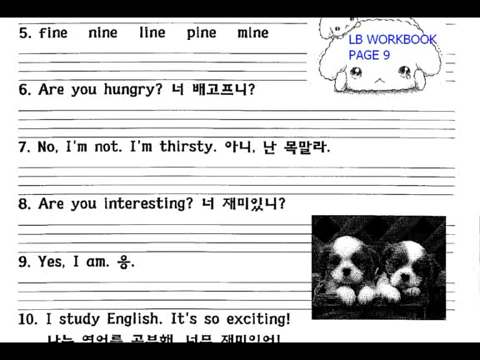 5. fine nine line pine mine
LB WORKBOOK
PAGE 9
6. Are you hungry? 너 배고프니?
7. No, I'm not. I'm thirsty. 아니, 난 목말라.
8. Are you interesting? 너 재미있니?
9. Yes, I am. 응.
10. I study English. It's so exciting!
나는 영어를 공부해. 너무 재미있어!